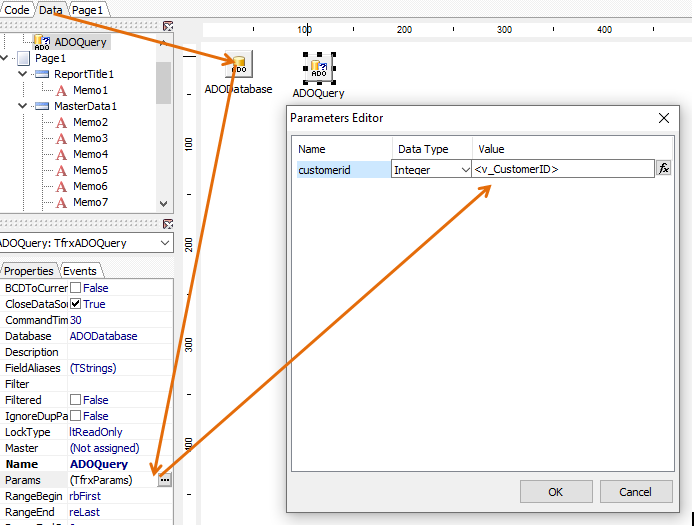 Code Data Page1
ADOQuery
Page1
ReportTitle1
Memo1
MasterData1
Memo2
Memo3
Memo4
Memo5
Memo6
Memo7
ADOQuery: TfrxADOQuery
Properties Events
BCDToCurren False
CloseDataSou True
CommandTim 30
Database ADODatabase
Description
FieldAliases (TStrings)
Filter
Filtered False
IgnoreDupPa False
LockType ltReadOnly
Master (Not assigned)
Name ADOQuery
Params (TfrxParams) ...
RangeBegin rbFirst
RangeEnd reLast
0 100 200 300 400
100
200
300
400
ADO
ADODatabase
ADO
ADOQuery
Parameters Editor
Name Data Type Value
customerid Integer <v_CustomerID> fx
OK Cancel